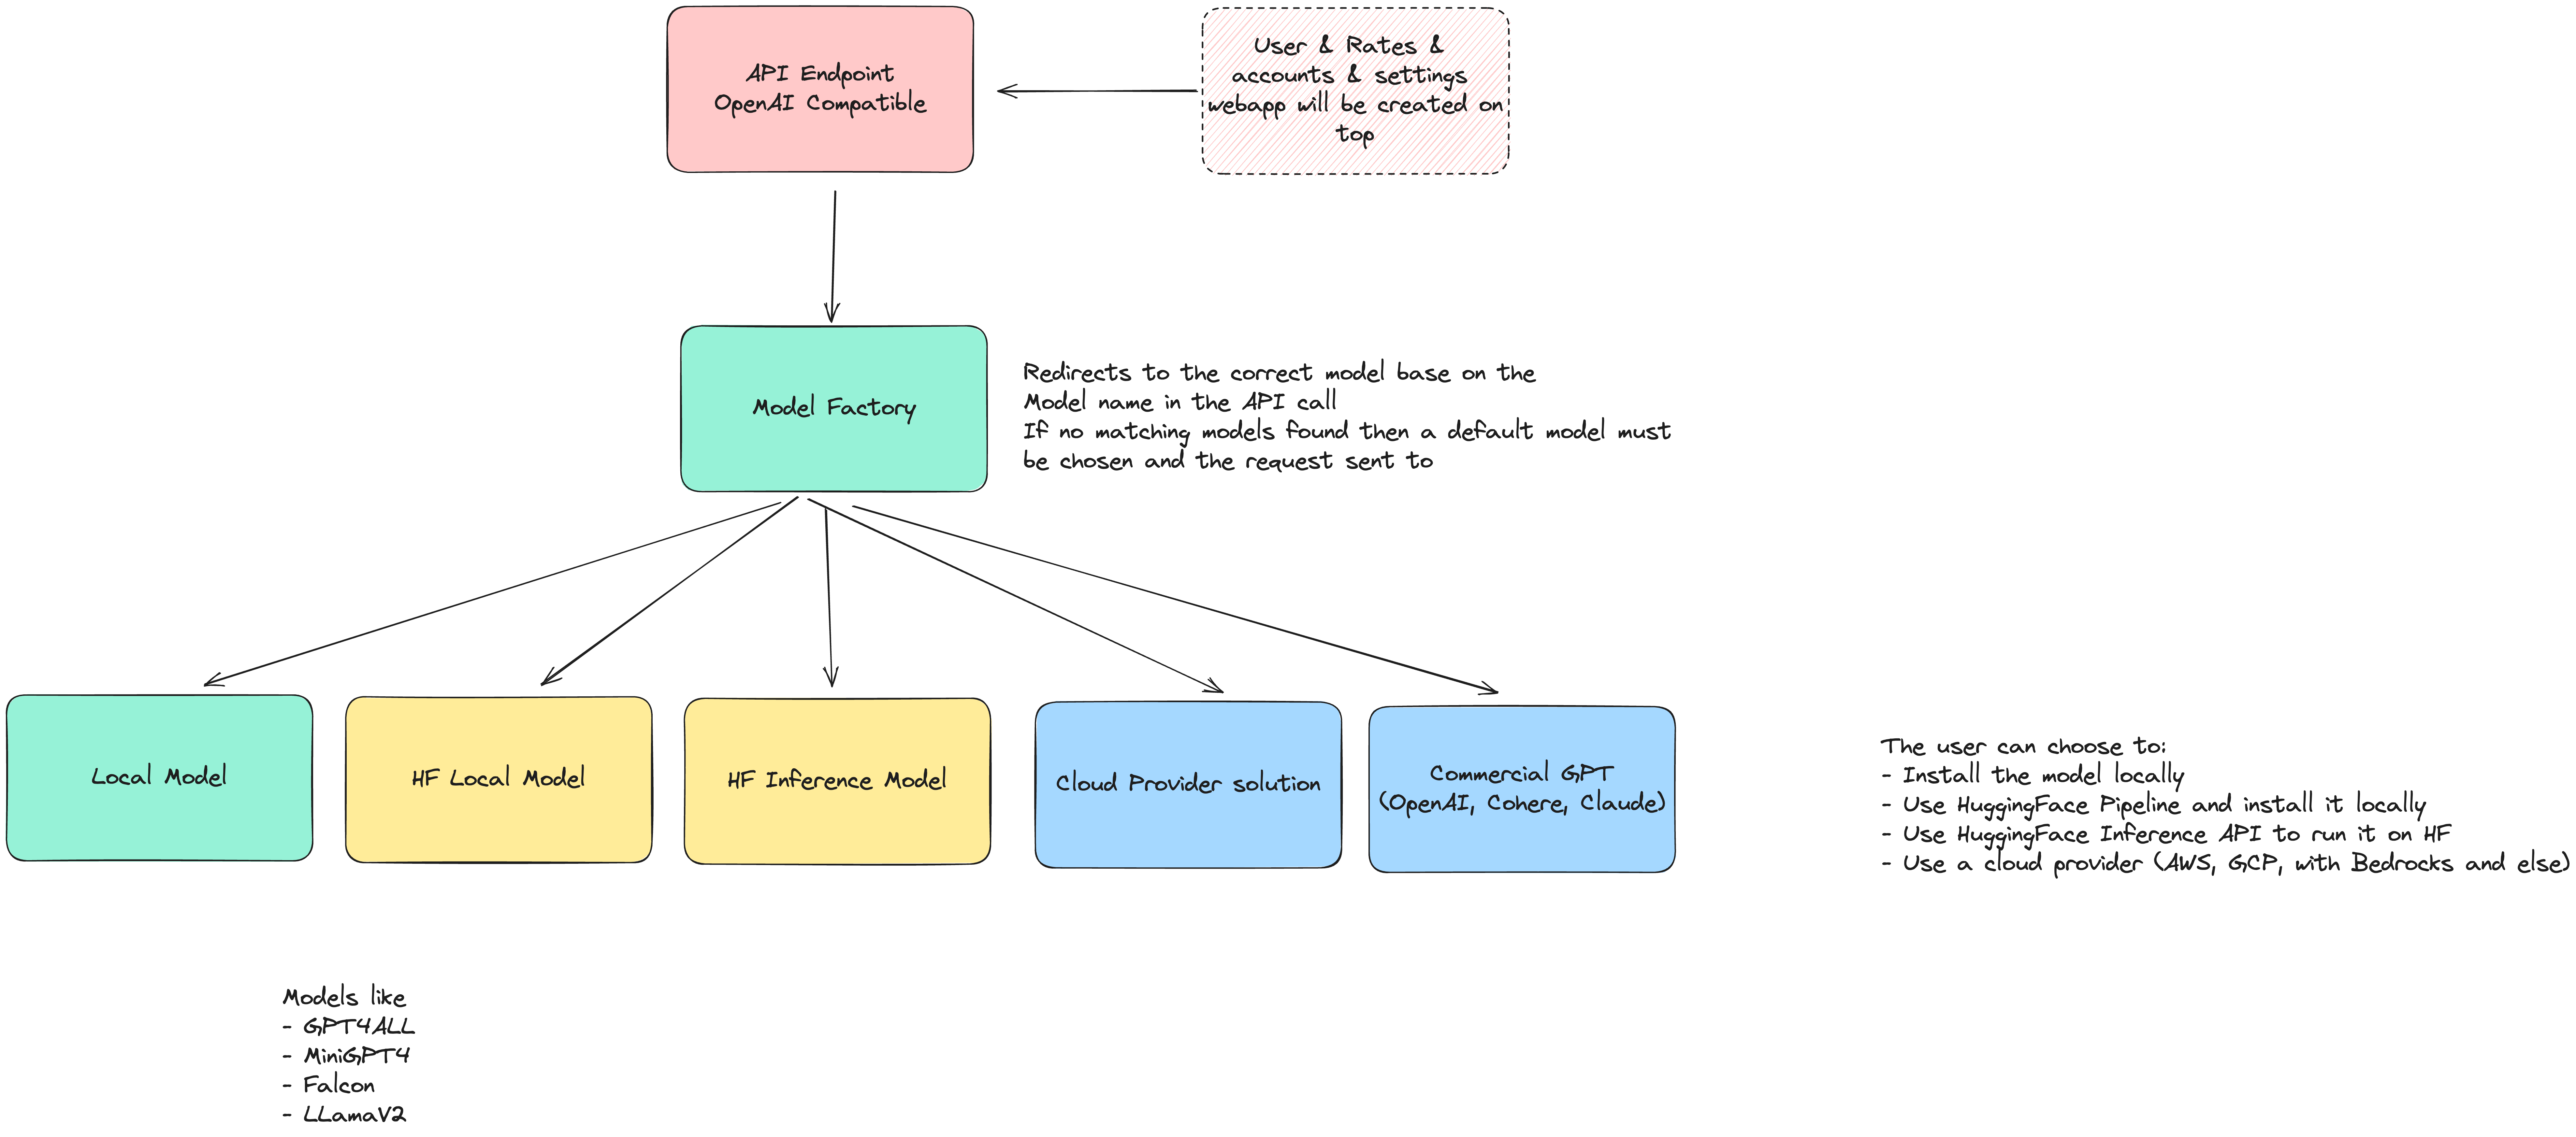 API Endpoint
OpenAI Compatible
User & Rates &
accounts & settings
webapp will be created on
top
Model Factory
Redirects to the correct model base on the
Model name in the API call
If no matching models found then a default model must
be chosen and the request sent to
Local Model
HF Local Model
HF Inference Model
Cloud Provider solution
Commercial GPT
(OpenAI, Cohere, Claude)
The user can choose to:
- Install the model locally
- Use HuggingFace Pipeline and install it locally
- Use HuggingFace Inference API to run it on HF
- Use a cloud provider (AWS, GCP, with Bedrocks and else)
Models like
- GPT4ALL
- MiniGPT4
- Falcon
- LLamaV2